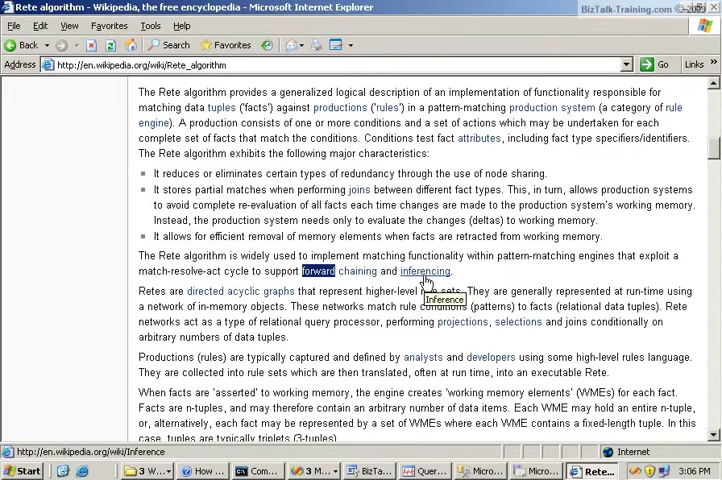 Rete algorithm - Wikipedia, the free encyclopedia - Microsoft Internet Explorer
BizTalk-Training.com
File Edit View Favorites Tools Help
Back Search Favorites
Address http://en.wikipedia.org/wiki/Rete_algorithm Go Links »
The Rete algorithm provides a generalized logical description of an implementation of functionality responsible for
matching data tuples ('facts') against productions ('rules') in a pattern-matching production system (a category of rule
engine). A production consists of one or more conditions and a set of actions which may be undertaken for each
complete set of facts that match the conditions. Conditions test fact attributes, including fact type specifiers/identifiers.
The Rete algorithm exhibits the following major characteristics:
It reduces or eliminates certain types of redundancy through the use of node sharing.
It stores partial matches when performing joins between different fact types. This, in turn, allows production systems
to avoid complete re-evaluation of all facts each time changes are made to the production system's working memory.
Instead, the production system needs only to evaluate the changes (deltas) to working memory.
It allows for efficient removal of memory elements when facts are retracted from working memory.
The Rete algorithm is widely used to implement matching functionality within pattern-matching engines that exploit a
match-resolve-act cycle to support forward chaining and inferencing.
Inference
Retes are directed acyclic graphs that represent higher-level rule sets. They are generally represented at run-time using
a network of in-memory objects. These networks match rule conditions (patterns) to facts (relational data tuples). Rete
networks act as a type of relational query processor, performing projections, selections and joins conditionally on
arbitrary numbers of data tuples.
Productions (rules) are typically captured and defined by analysts and developers using some high-level rules language.
They are collected into rule sets which are then translated, often at run time, into an executable Rete.
When facts are 'asserted' to working memory, the engine creates 'working memory elements' (WMEs) for each fact.
Facts are n-tuples, and may therefore contain an arbitrary number of data items. Each WME may hold an entire n-tuple,
or, alternatively, each fact may be represented by a set of WMEs where each WME contains a fixed-length tuple. In this
case, tuples are typically triplets (3-tuples).
http://en.wikipedia.org/wiki/Inference Internet
Start 3 W... How ... Com... 3 M... BizTa... Quer... Micro... Micro... Rete... 3:06 PM